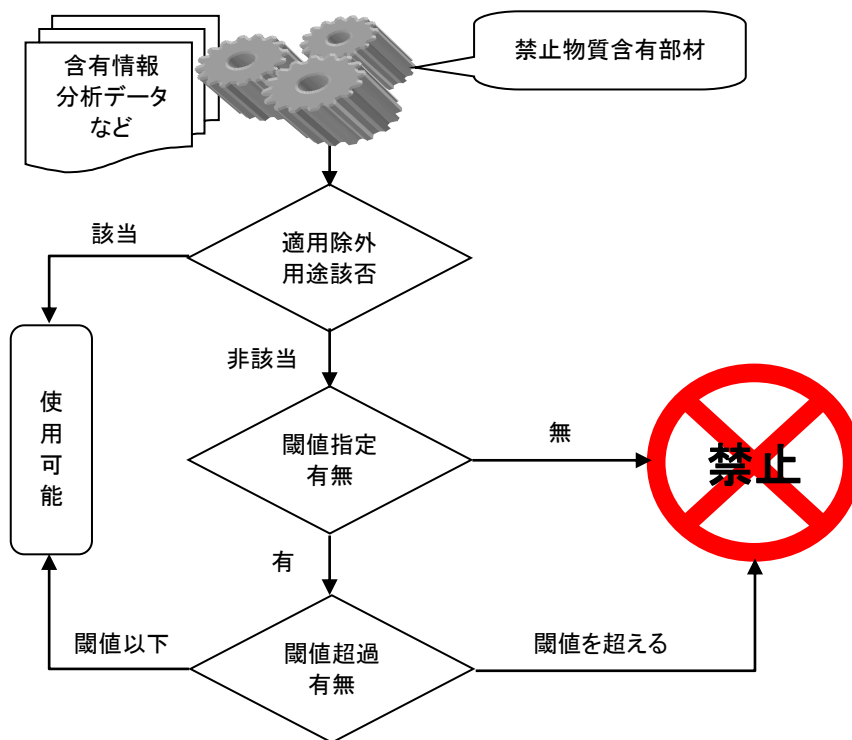 含有情報
分析データ
など
禁止物質含有部材
適用除外
用途該否
該当
非該当
使
用
可
能
閾値指定
有無
無
禁止
有
閾値以下
閾値超過
有無
閾値を超える